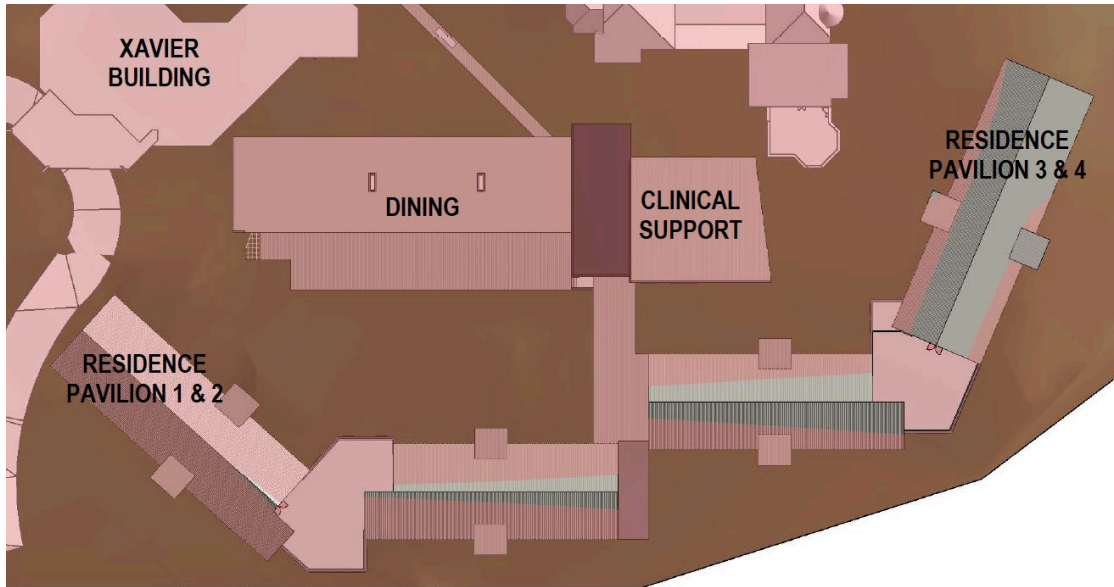 XAVIER
BUILDING
DINING
CLINICAL
SUPPORT
RESIDENCE
PAVILION 3 & 4
RESIDENCE
PAVILION 1 & 2